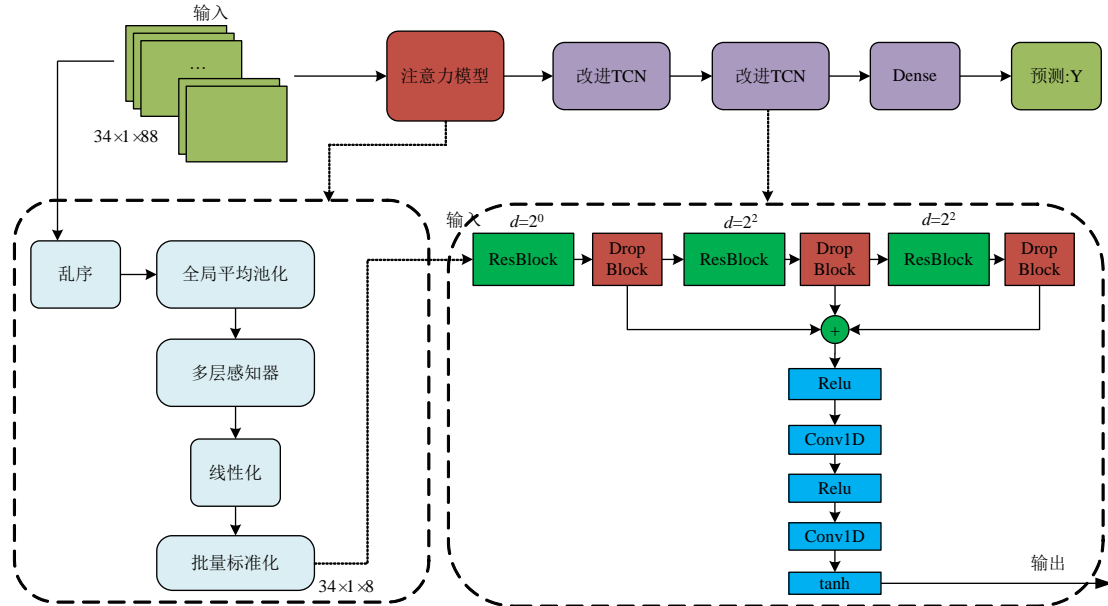 输入
…
34×1×88
注意力模型
改进TCN
改进TCN
Dense
预测:Y
乱序
全局平均池化
多层感知器
线性化
批量标准化
34×1×8
输入
d=2⁰
d=2²
d=2²
ResBlock
Drop
Block
ResBlock
Drop
Block
ResBlock
Drop
Block
+
Relu
Conv1D
Relu
Conv1D
tanh
输出